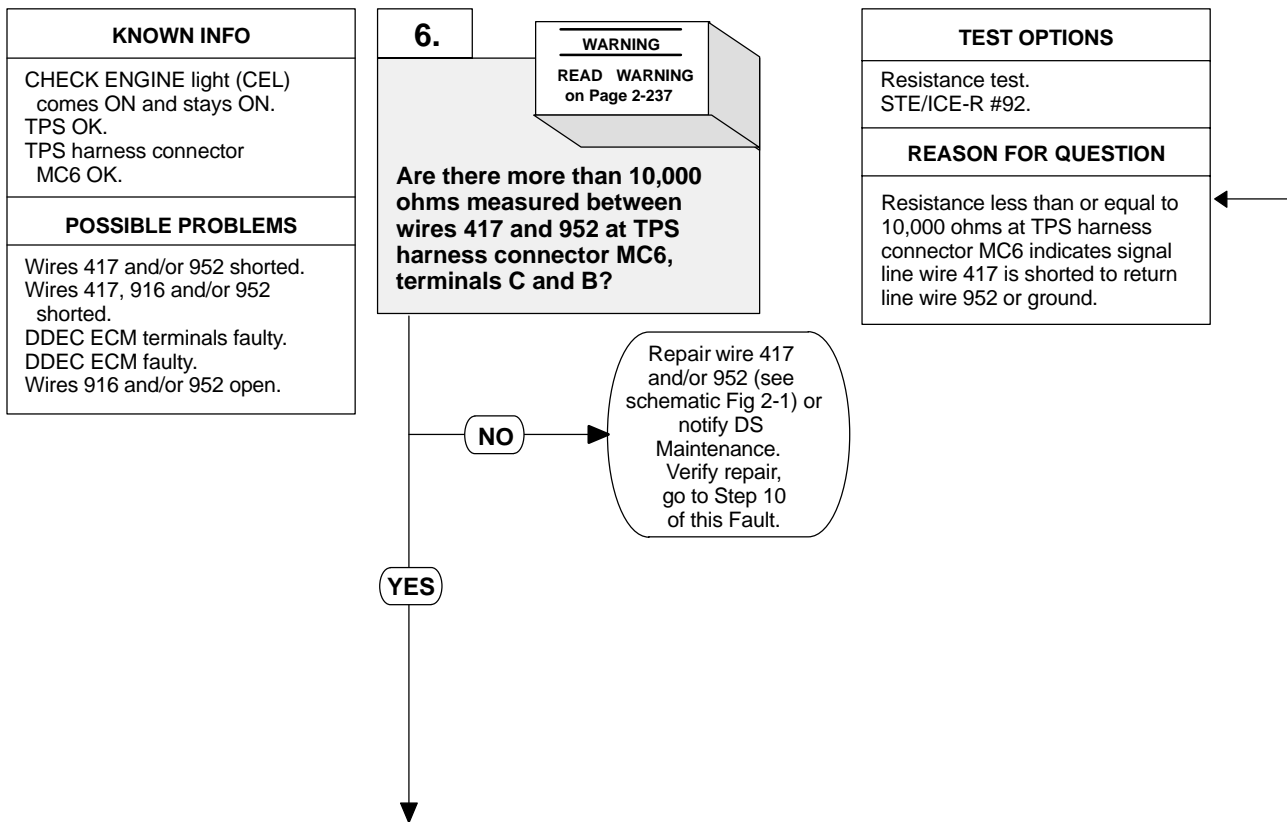 KNOWN INFO
CHECK ENGINE light (CEL)
comes ON and stays ON.
TPS OK.
TPS harness connector
MC6 OK.
POSSIBLE PROBLEMS
Wires 417 and/or 952 shorted.
Wires 417, 916 and/or 952
shorted.
DDEC ECM terminals faulty.
DDEC ECM faulty.
Wires 916 and/or 952 open.
6.
WARNING
READ WARNING
on Page 2-237
Are there more than 10,000
ohms measured between
wires 417 and 952 at TPS
harness connector MC6,
terminals C and B?
TEST OPTIONS
Resistance test.
STE/ICE-R #92.
REASON FOR QUESTION
Resistance less than or equal to
10,000 ohms at TPS harness
connector MC6 indicates signal
line wire 417 is shorted to return
line wire 952 or ground.
NO
Repair wire 417
and/or 952 (see
schematic Fig 2-1) or
notify DS
Maintenance.
Verify repair,
go to Step 10
of this Fault.
YES